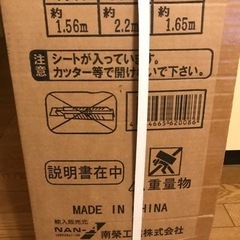 約 約 約
1.56m 2.2m 1.65m
注意
シートが入っています。
カッター等で開けないで下さい。
説明書在中
重量物
MADE IN CHINA
輸入販売元
NAN-
南榮工 株式会社